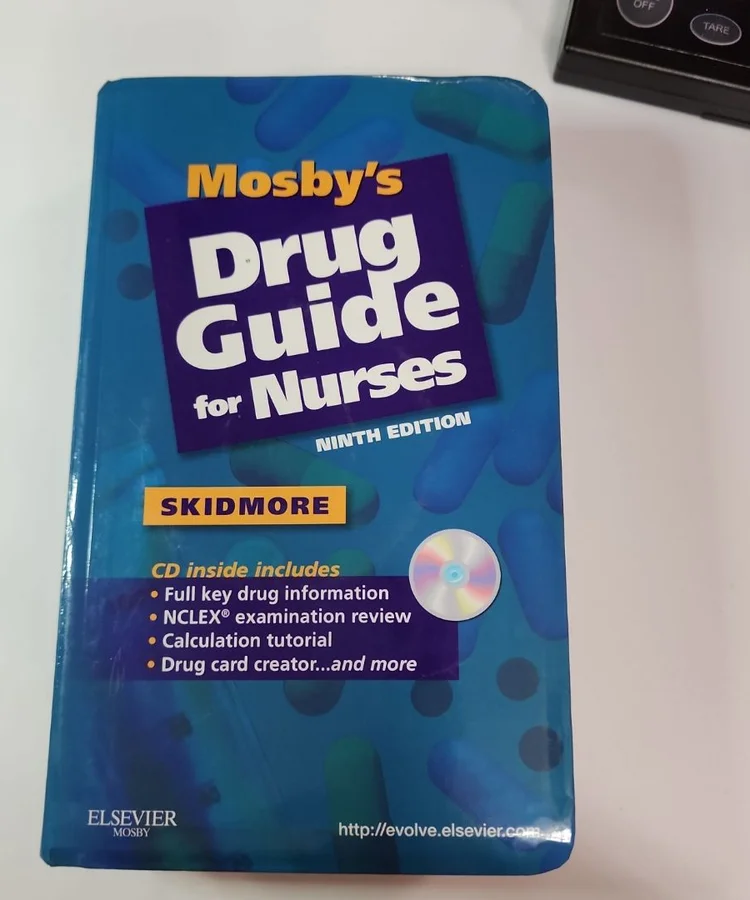 OFF
TARE
Mosby's
Drug
Guide
for Nurses
NINTH EDITION
SKIDMORE
CD inside includes
• Full key drug information
• NCLEX® examination review
• Calculation tutorial
• Drug card creator...and more
ELSEVIER
MOSBY
http://evolve.elsevier.com